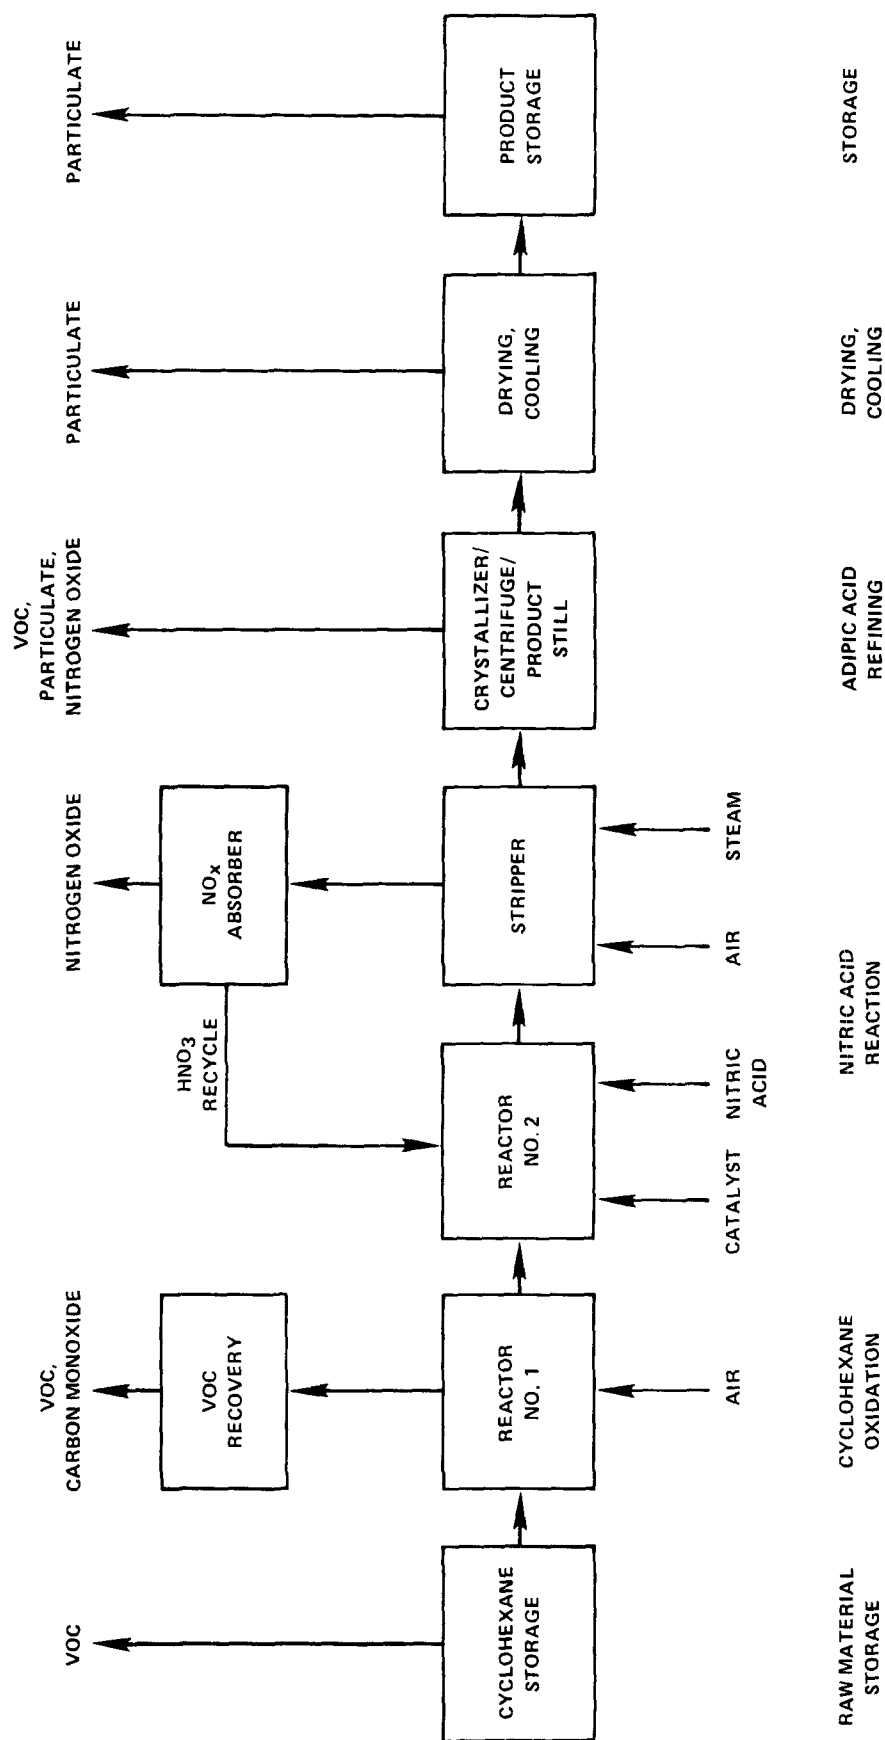 VOC
VOC,
CARBON MONOXIDE
NITROGEN OXIDE
VOC,
PARTICULATE,
NITROGEN OXIDE
PARTICULATE
PARTICULATE
VOC
RECOVERY
HNO3
RECYCLE
NOx
ABSORBER
CYCLOHEXANE
STORAGE
REACTOR
NO. 1
REACTOR
NO. 2
STRIPPER
CRYSTALLIZER/
CENTRIFUGE/
PRODUCT
STILL
DRYING,
COOLING
PRODUCT
STORAGE
AIR
CATALYST
NITRIC
ACID
AIR
STEAM
RAW MATERIAL
STORAGE
CYCLOHEXANE
OXIDATION
NITRIC ACID
REACTION
ADIPIC ACID
REFINING
DRYING,
COOLING
STORAGE